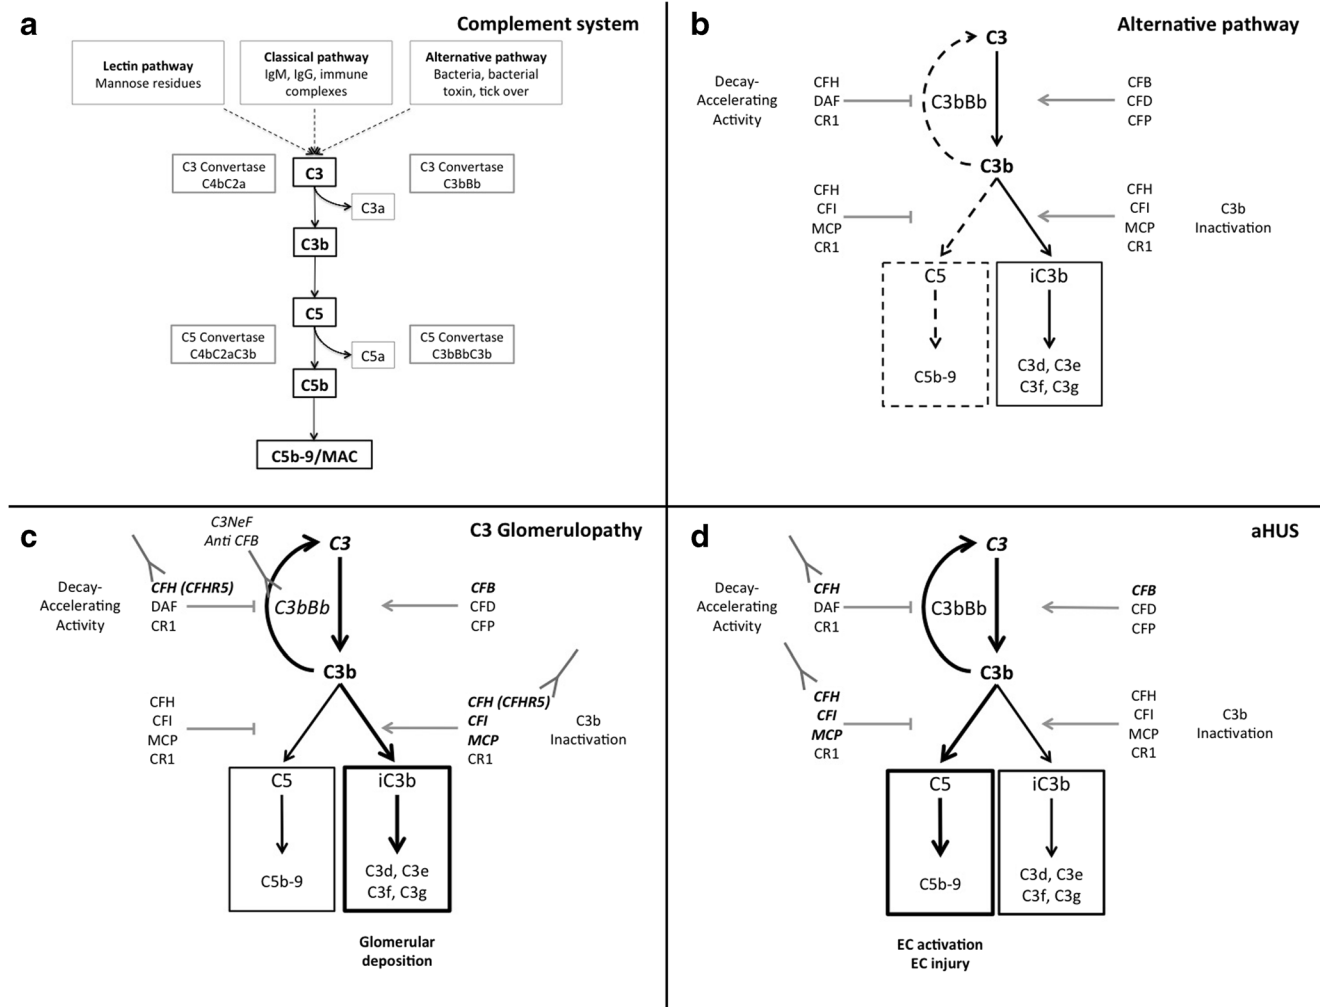 a
Complement system
Lectin pathway
Mannose residues
Classical pathway
IgM, IgG, immune
complexes
Alternative pathway
Bacteria, bacterial
toxin, tick over
C3 Convertase
C4bC2a
C3
C3 Convertase
C3bBb
C3a
C3b
C5
C5 Convertase
C4bC2aC3b
C5a
C5 Convertase
C3bBbC3b
C5b
C5b-9/MAC
b
Alternative pathway
C3
Decay-
Accelerating
Activity
CFH
DAF
CR1
C3bBb
CFB
CFD
CFP
C3b
CFH
CFI
MCP
CR1
CFH
CFI
MCP
CR1
C3b
Inactivation
C5
C5b-9
iC3b
C3d, C3e
C3f, C3g
c
C3 Glomerulopathy
C3NeF
Anti CFB
C3
Decay-
Accelerating
Activity
CFH (CFHR5)
DAF
CR1
C3bBb
CFB
CFD
CFP
C3b
CFH
CFI
MCP
CR1
CFH (CFHR5)
CFI
MCP
CR1
C3b
Inactivation
C5
C5b-9
iC3b
C3d, C3e
C3f, C3g
Glomerular
deposition
d
aHUS
C3
Decay-
Accelerating
Activity
CFH
DAF
CR1
C3bBb
CFB
CFD
CFP
C3b
CFH
CFI
MCP
CR1
CFH
CFI
MCP
CR1
C3b
Inactivation
C5
C5b-9
iC3b
C3d, C3e
C3f, C3g
EC activation
EC injury